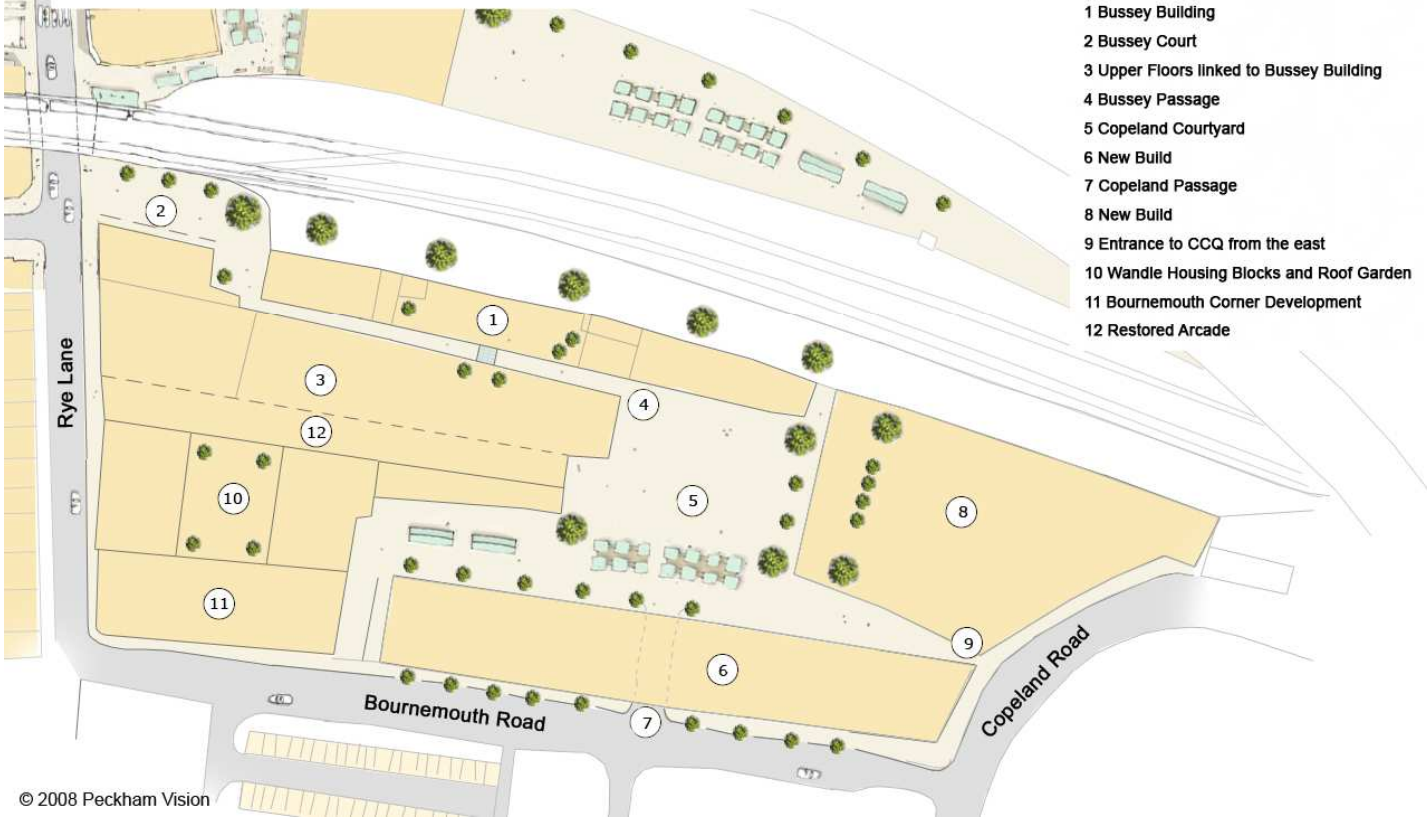 1 Bussey Building
2 Bussey Court
3 Upper Floors linked to Bussey Building
4 Bussey Passage
5 Copeland Courtyard
6 New Build
7 Copeland Passage
8 New Build
9 Entrance to CCQ from the east
10 Wandle Housing Blocks and Roof Garden
11 Bournemouth Corner Development
12 Restored Arcade
2
1
3
4
12
10
5
8
11
9
6
7
Rye Lane
Bournemouth Road
Copeland Road
© 2008 Peckham Vision